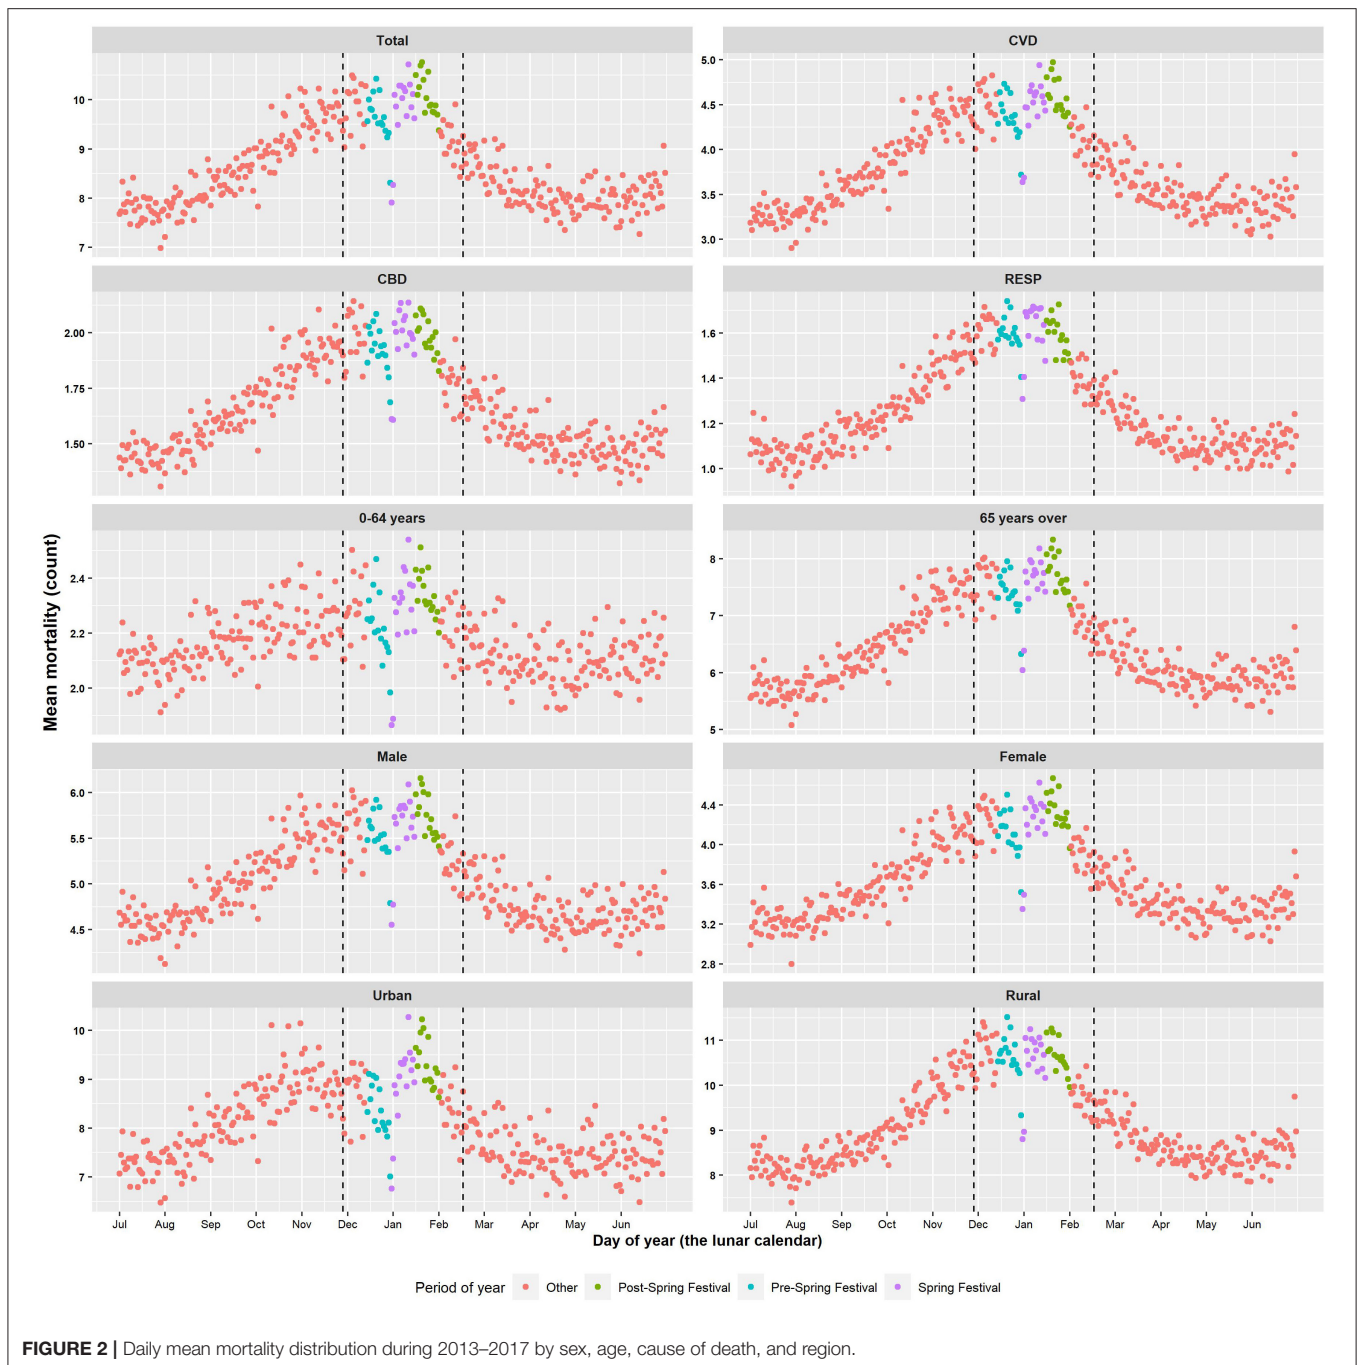 Total
CVD
10
9
8
7
5.0
4.5
4.0
3.5
3.0
CBD
RESP
2.00
1.75
1.50
1.6
1.4
1.2
1.0
0-64 years
65 years over
2.4
2.2
2.0
8
7
6
5
Mean mortality (count)
Male
Female
6.0
5.5
5.0
4.5
4.4
4.0
3.6
3.2
2.8
Urban
Rural
10
9
8
7
11
10
9
8
Jul Aug Sep Oct Nov Dec Jan Feb Mar Apr May Jun
Jul Aug Sep Oct Nov Dec Jan Feb Mar Apr May Jun
Day of year (the lunar calendar)
Period of year Other Post-Spring Festival Pre-Spring Festival Spring Festival
FIGURE 2 | Daily mean mortality distribution during 2013–2017 by sex, age, cause of death, and region.